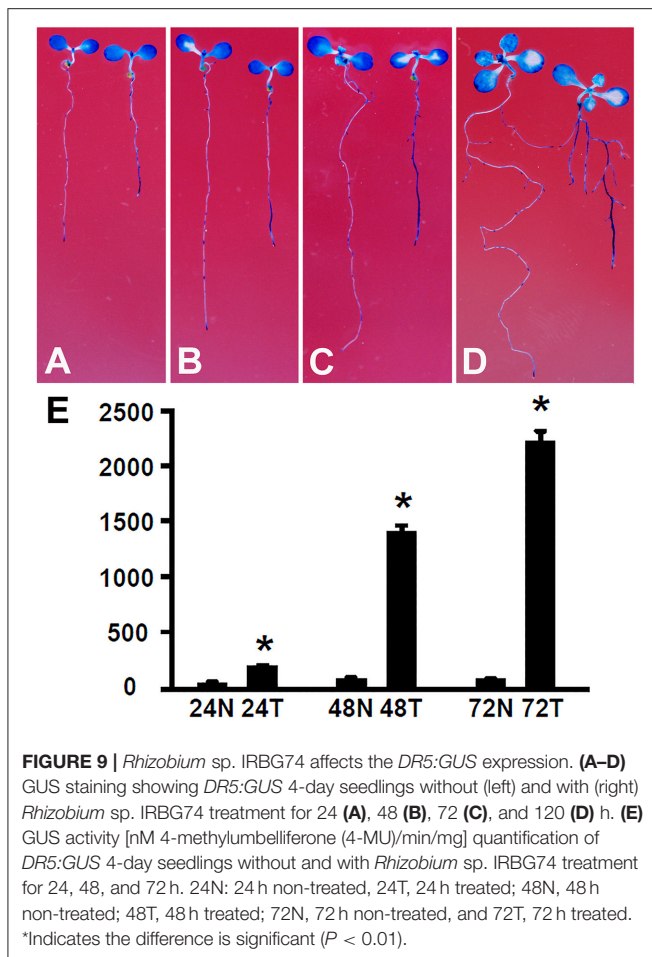 A
B
C
D
E
2500
2000
1500
1000
500
0
*
*
*
24N 24T
48N 48T
72N 72T
FIGURE 9 | Rhizobium sp. IRBG74 affects the DR5:GUS expression. (A–D)
GUS staining showing DR5:GUS 4-day seedlings without (left) and with (right)
Rhizobium sp. IRBG74 treatment for 24 (A), 48 (B), 72 (C), and 120 (D) h. (E)
GUS activity [nM 4-methylumbelliferone (4-MU)/min/mg] quantification of
DR5:GUS 4-day seedlings without and with Rhizobium sp. IRBG74 treatment
for 24, 48, and 72 h. 24N: 24 h non-treated, 24T, 24 h treated; 48N, 48 h
non-treated; 48T, 48 h treated; 72N, 72 h non-treated, and 72T, 72 h treated.
*Indicates the difference is significant (P < 0.01).